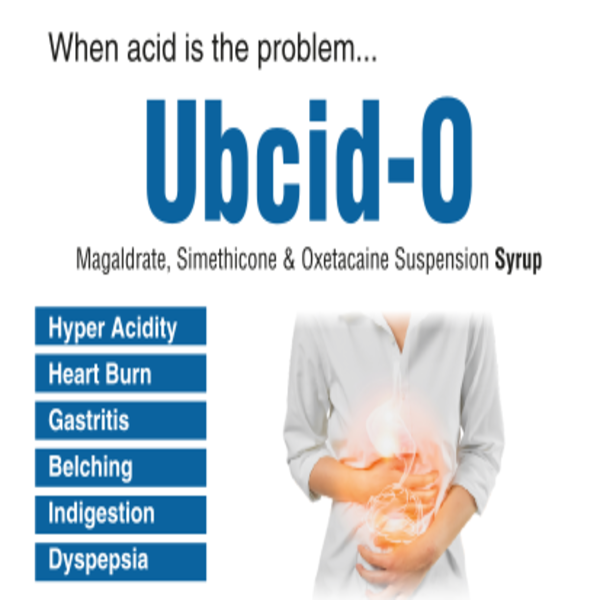 When acid is the problem...
Ubcid-O
Magaldrate, Simethicone & Oxetacaine Suspension Syrup
Hyper Acidity
Heart Burn
Gastritis
Belching
Indigestion
Dyspepsia